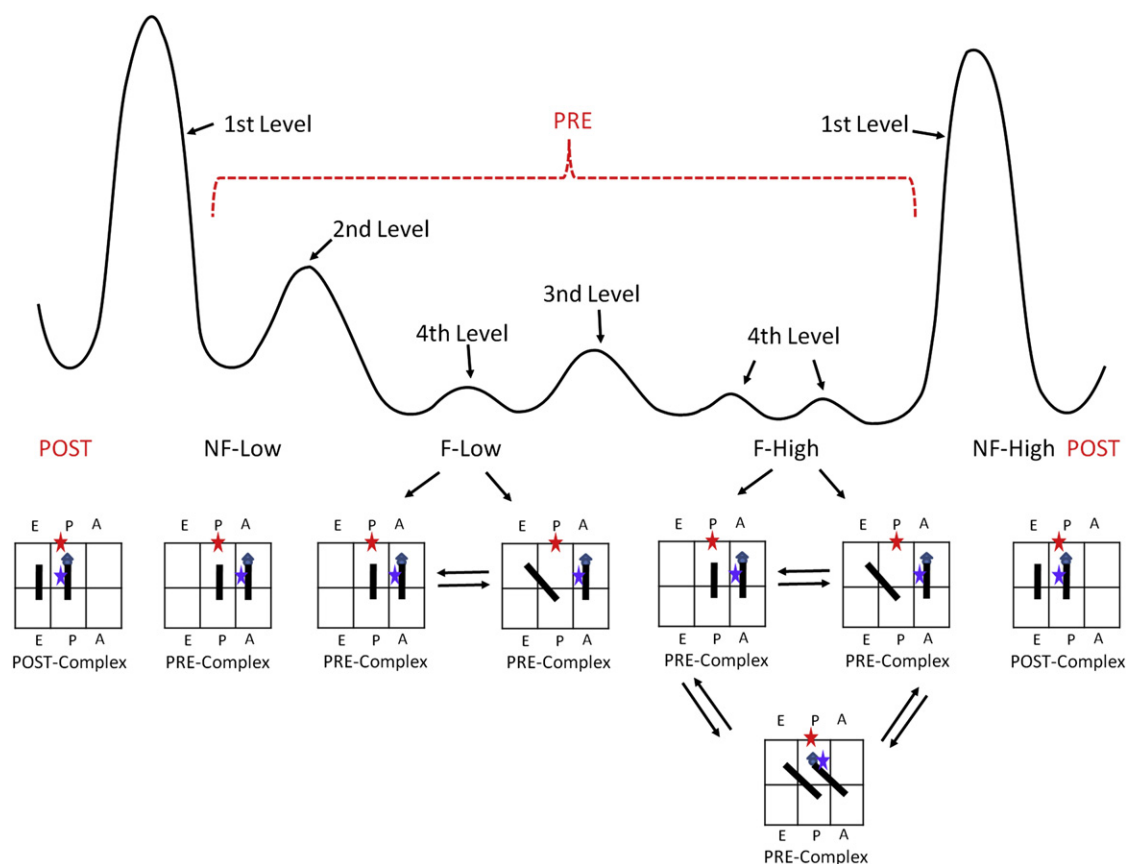 1st Level
PRE
1st Level
2nd Level
3nd Level
4th Level
4th Level
POST
NF-Low
F-Low
F-High
NF-High POST
E P A
E P A
E P A
E P A
E P A
E P A
E P A
E P A
E P A
E P A
E P A
E P A
E P A
E P A
POST-Complex
PRE-Complex
PRE-Complex
PRE-Complex
PRE-Complex
PRE-Complex
POST-Complex
E P A
E P A
PRE-Complex